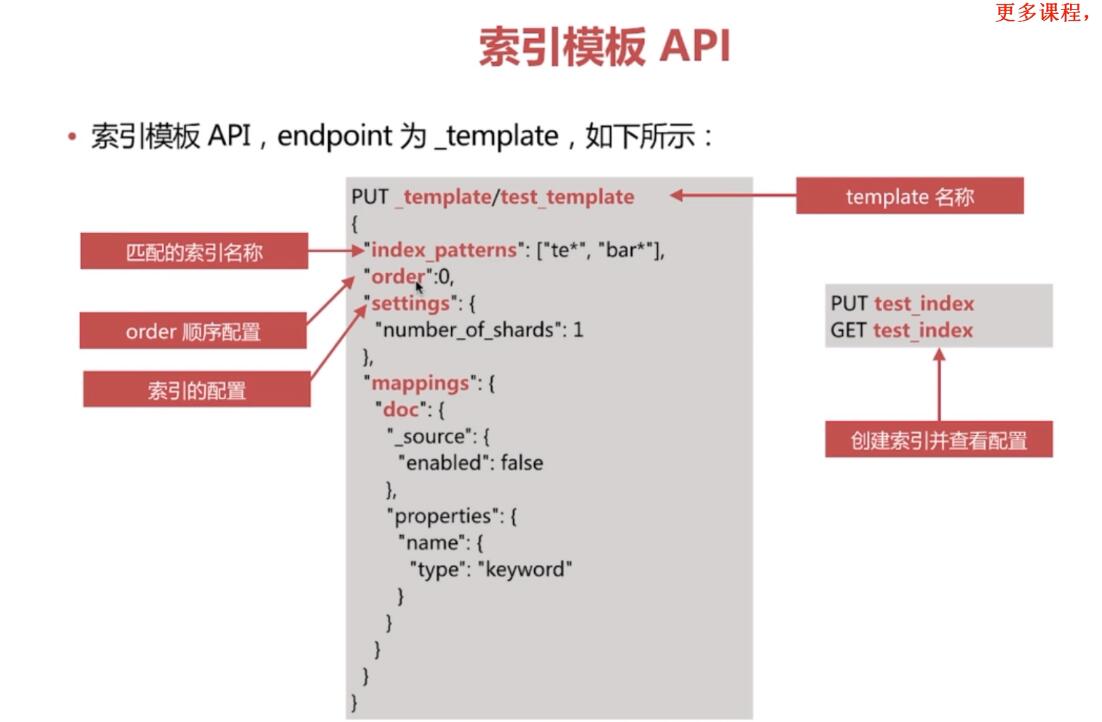 更多课程，
索引模板 API
• 索引模板 API，endpoint 为 _template，如下所示：
PUT _template/test_template
{
"index_patterns": ["te*", "bar*"],
"order":0,
"settings": {
"number_of_shards": 1
},
"mappings": {
"doc": {
"_source": {
"enabled": false
},
"properties": {
"name": {
"type": "keyword"
}
}
}
}
}
template 名称
匹配的索引名称
order 顺序配置
索引的配置
PUT test_index
GET test_index
创建索引并查看配置